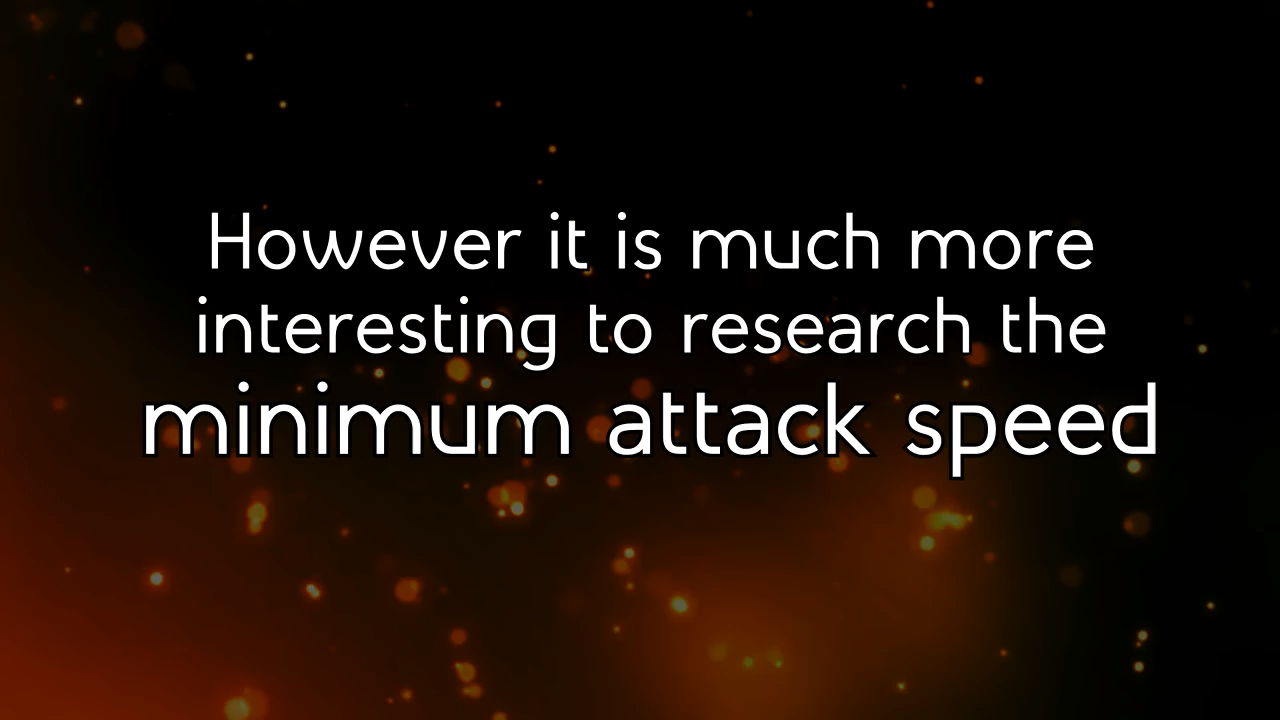 However it is much more
interesting to research the
minimum attack speed